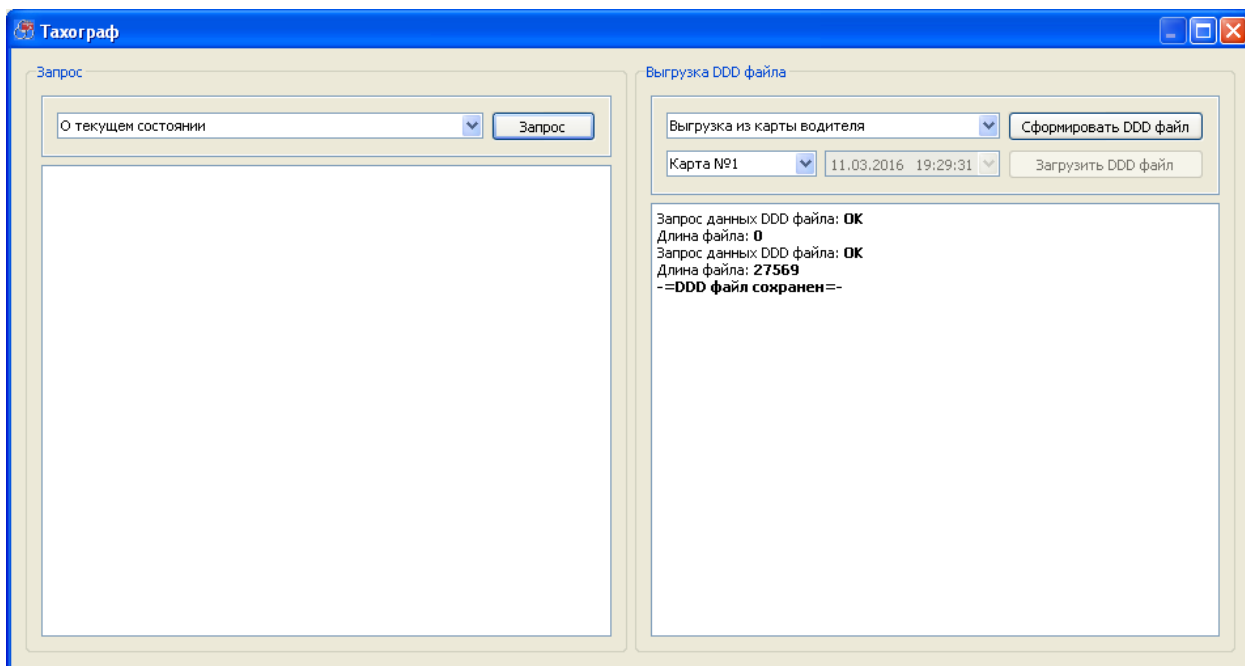 Тахограф
Запрос
О текущем состоянии
Запрос
Выгрузка DDD файла
Выгрузка из карты водителя
Сформировать DDD файл
Карта №1
11.03.2016 19:29:31
Загрузить DDD файл
Запрос данных DDD файла: OK
Длина файла: 0
Запрос данных DDD файла: OK
Длина файла: 27569
-=DDD файл сохранен=-